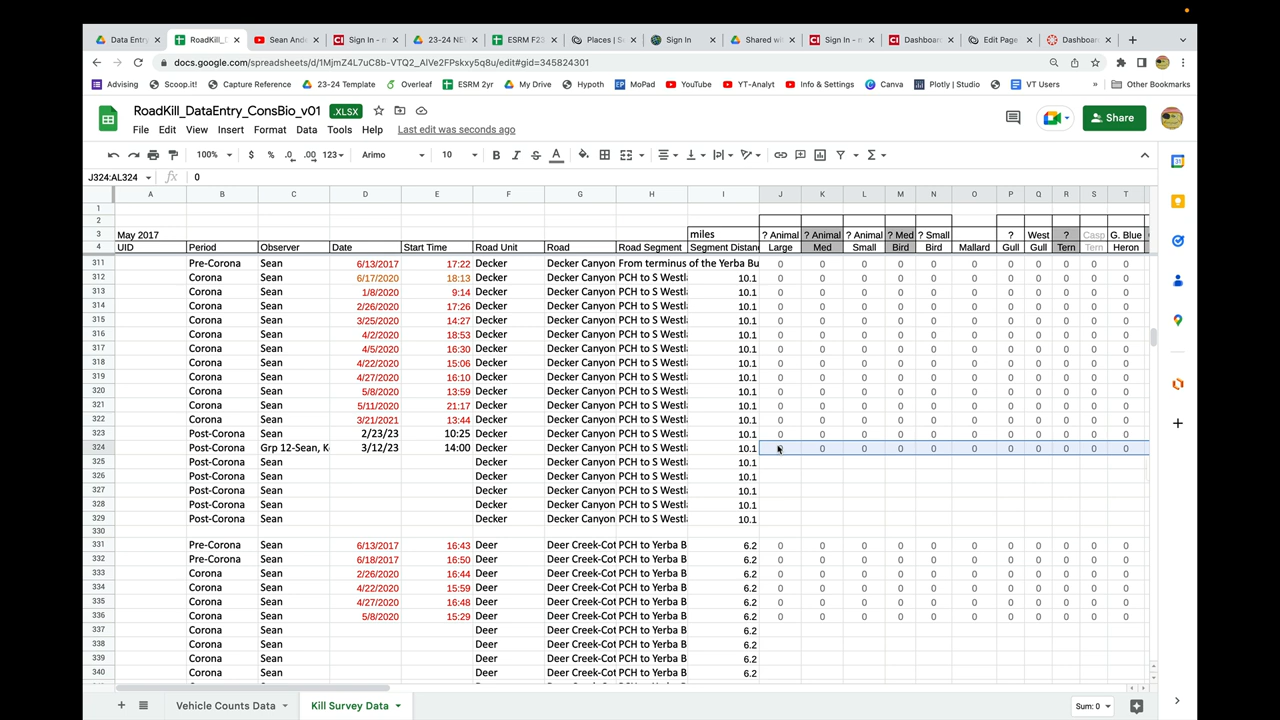 Data Entry
RoadKill_D
Sean And
Sign In - m
23-24 NE
ESRM F23
Places | S
Sign In
Shared wi
Sign In - m
Dashboar
Edit Page
Dashboar
docs.google.com/spreadsheets/d/1MjmZ4L7uC8b-VTQ2_AIVe2FPskxy5q8u/edit#gid=345824301
Advising
Scoop.it!
Capture Reference
23-24 Template
Overleaf
ESRM 2yr
My Drive
Hypoth
MoPad
YouTube
YT-Analyt
Info & Settings
Canva
Plotly | Studio
VT Users
»
Other Bookmarks
RoadKill_DataEntry_ConsBio_v01 .XLSX
File Edit View Insert Format Data Tools Help Last edit was seconds ago
Share
100% $ % .0 .00 123 Arimo 10 B I S A
J324:AL324 fx 0
A B C D E F G H I J K L M N O P Q R S T
1
2
3 May 2017 miles ? Animal ? Animal ? Animal ? Med ? Small ? West ? Casp G. Blue
4 UID Period Observer Date Start Time Road Unit Road Road Segment Segment Distanc Large Med Small Bird Bird Mallard Gull Gull Tern Tern Heron
311 Pre-Corona Sean 6/13/2017 17:22 Decker Decker Canyon From terminus of the Yerba Bu 0 0 0 0 0 0 0 0 0 0 0
312 Corona Sean 6/17/2020 18:13 Decker Decker Canyon PCH to S Westla 10.1 0 0 0 0 0 0 0 0 0 0 0
313 Corona Sean 1/8/2020 9:14 Decker Decker Canyon PCH to S Westla 10.1 0 0 0 0 0 0 0 0 0 0 0
314 Corona Sean 2/26/2020 17:26 Decker Decker Canyon PCH to S Westla 10.1 0 0 0 0 0 0 0 0 0 0 0
315 Corona Sean 3/25/2020 14:27 Decker Decker Canyon PCH to S Westla 10.1 0 0 0 0 0 0 0 0 0 0 0
316 Corona Sean 4/2/2020 18:53 Decker Decker Canyon PCH to S Westla 10.1 0 0 0 0 0 0 0 0 0 0 0
317 Corona Sean 4/5/2020 16:30 Decker Decker Canyon PCH to S Westla 10.1 0 0 0 0 0 0 0 0 0 0 0
318 Corona Sean 4/22/2020 15:06 Decker Decker Canyon PCH to S Westla 10.1 0 0 0 0 0 0 0 0 0 0 0
319 Corona Sean 4/27/2020 16:10 Decker Decker Canyon PCH to S Westla 10.1 0 0 0 0 0 0 0 0 0 0 0
320 Corona Sean 5/8/2020 13:59 Decker Decker Canyon PCH to S Westla 10.1 0 0 0 0 0 0 0 0 0 0 0
321 Corona Sean 5/11/2020 21:17 Decker Decker Canyon PCH to S Westla 10.1 0 0 0 0 0 0 0 0 0 0 0
322 Corona Sean 3/21/2021 13:44 Decker Decker Canyon PCH to S Westla 10.1 0 0 0 0 0 0 0 0 0 0 0
323 Post-Corona Sean 2/23/23 10:25 Decker Decker Canyon PCH to S Westla 10.1 0 0 0 0 0 0 0 0 0 0 0
324 Post-Corona Grp 12-Sean, K 3/12/23 14:00 Decker Decker Canyon PCH to S Westla 10.1 0 0 0 0 0 0 0 0 0 0 0
325 Post-Corona Sean Decker Decker Canyon PCH to S Westla 10.1
326 Post-Corona Sean Decker Decker Canyon PCH to S Westla 10.1
327 Post-Corona Sean Decker Decker Canyon PCH to S Westla 10.1
328 Post-Corona Sean Decker Decker Canyon PCH to S Westla 10.1
329 Post-Corona Sean Decker Decker Canyon PCH to S Westla 10.1
330
331 Pre-Corona Sean 6/13/2017 16:43 Deer Deer Creek-Cot PCH to Yerba B 6.2 0 0 0 0 0 0 0 0 0 0 0
332 Pre-Corona Sean 6/18/2017 16:50 Deer Deer Creek-Cot PCH to Yerba B 6.2 0 0 0 0 0 0 0 0 0 0 0
333 Corona Sean 2/26/2020 16:44 Deer Deer Creek-Cot PCH to Yerba B 6.2 0 0 0 0 0 0 0 0 0 0 0
334 Corona Sean 4/22/2020 15:59 Deer Deer Creek-Cot PCH to Yerba B 6.2 0 0 0 0 0 0 0 0 0 0 0
335 Corona Sean 4/27/2020 16:48 Deer Deer Creek-Cot PCH to Yerba B 6.2 0 0 0 0 0 0 0 0 0 0 0
336 Corona Sean 5/8/2020 15:29 Deer Deer Creek-Cot PCH to Yerba B 6.2 0 0 0 0 0 0 0 0 0 0 0
337 Corona Sean Deer Deer Creek-Cot PCH to Yerba B 6.2
338 Corona Sean Deer Deer Creek-Cot PCH to Yerba B 6.2
339 Corona Sean Deer Deer Creek-Cot PCH to Yerba B 6.2
340 Corona Sean Deer Deer Creek-Cot PCH to Yerba B 6.2
Vehicle Counts Data Kill Survey Data Sum: 0